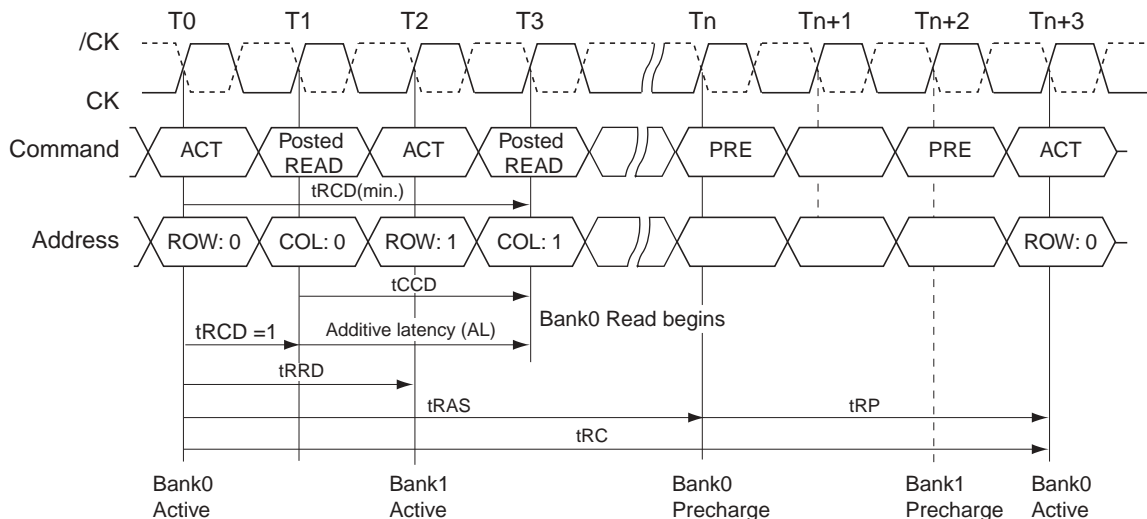 T0 T1 T2 T3 Tn Tn+1 Tn+2 Tn+3
/CK
CK
Command
ACT
Posted
READ
ACT
Posted
READ
PRE
PRE
ACT
tRCD(min.)
Address
ROW: 0
COL: 0
ROW: 1
COL: 1
ROW: 0
tCCD
Bank0 Read begins
tRCD =1
Additive latency (AL)
tRRD
tRAS
tRP
tRC
Bank0
Active
Bank1
Active
Bank0
Precharge
Bank1
Precharge
Bank0
Active